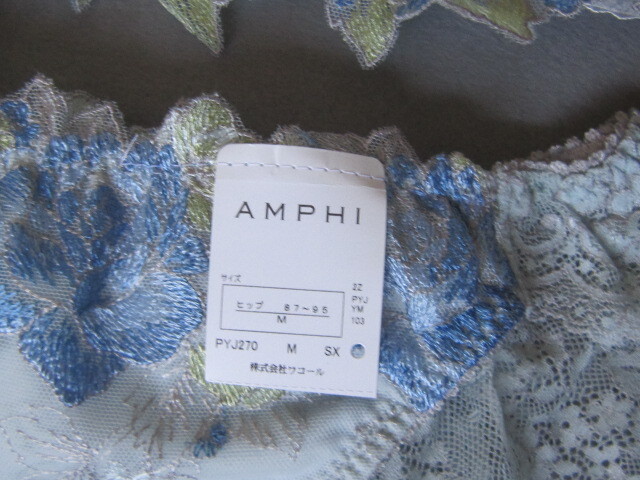 AMPHI
サイズ
ヒップ 87～95
M
2Z
PYJ
YM
103
PYJ270 M SX
株式会社ワコール